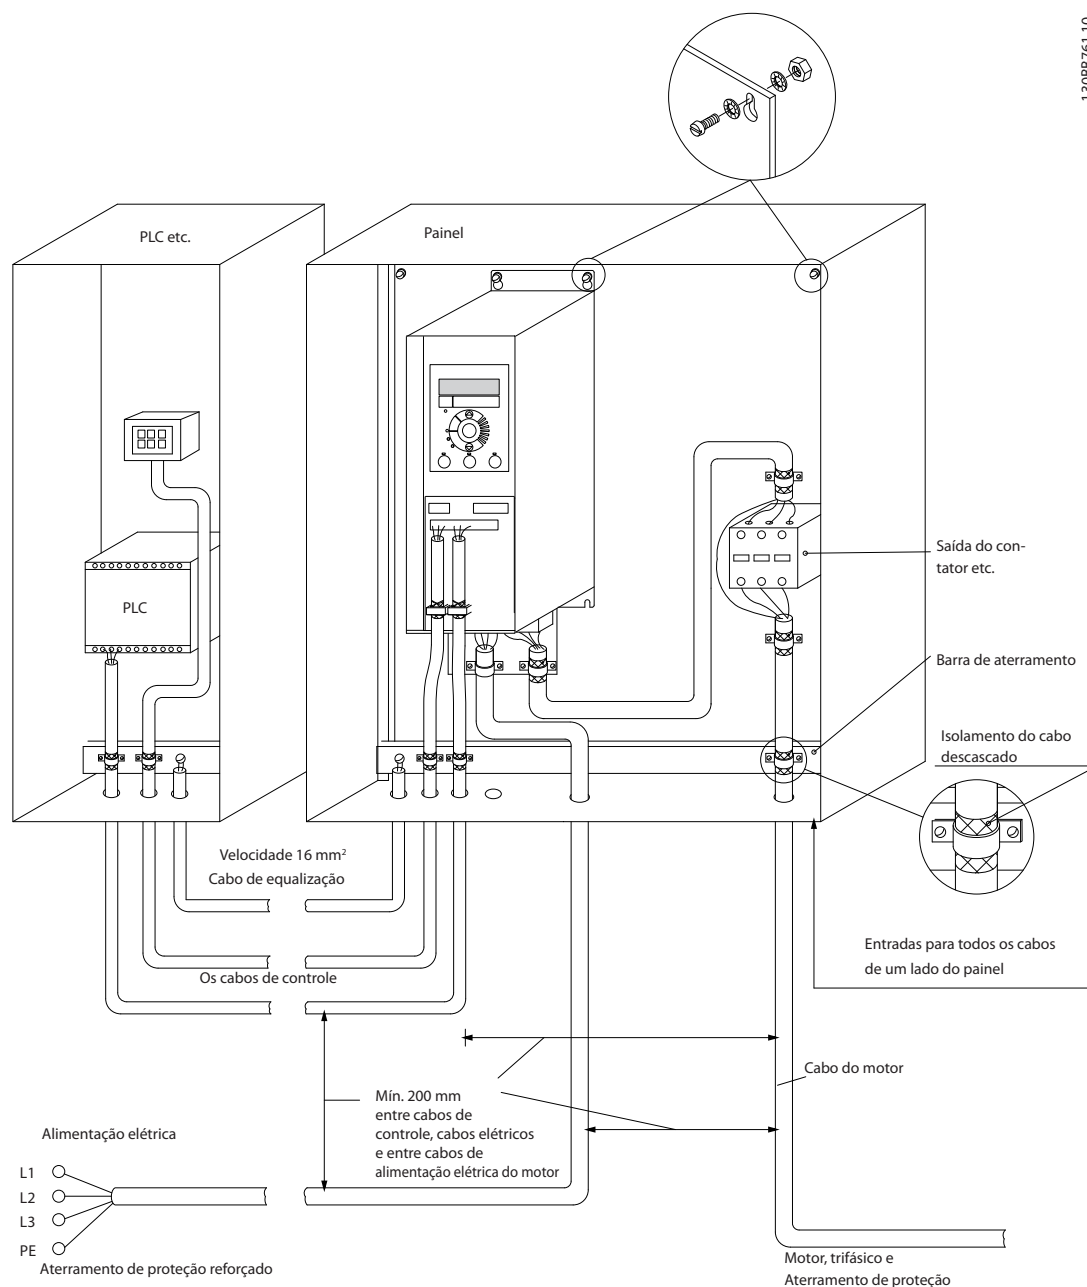 130BB761.10
PLC etc.
Painel
PLC
Saída do con-
tator etc.
Barra de aterramento
Isolamento do cabo
descascado
Velocidade 16 mm²
Cabo de equalização
Entradas para todos os cabos
de um lado do painel
Os cabos de controle
Cabo do motor
Mín. 200 mm
entre cabos de
controle, cabos elétricos
e entre cabos de
alimentação elétrica do motor
Alimentação elétrica
L1
L2
L3
PE
Aterramento de proteção reforçado
Motor, trifásico e
Aterramento de proteção